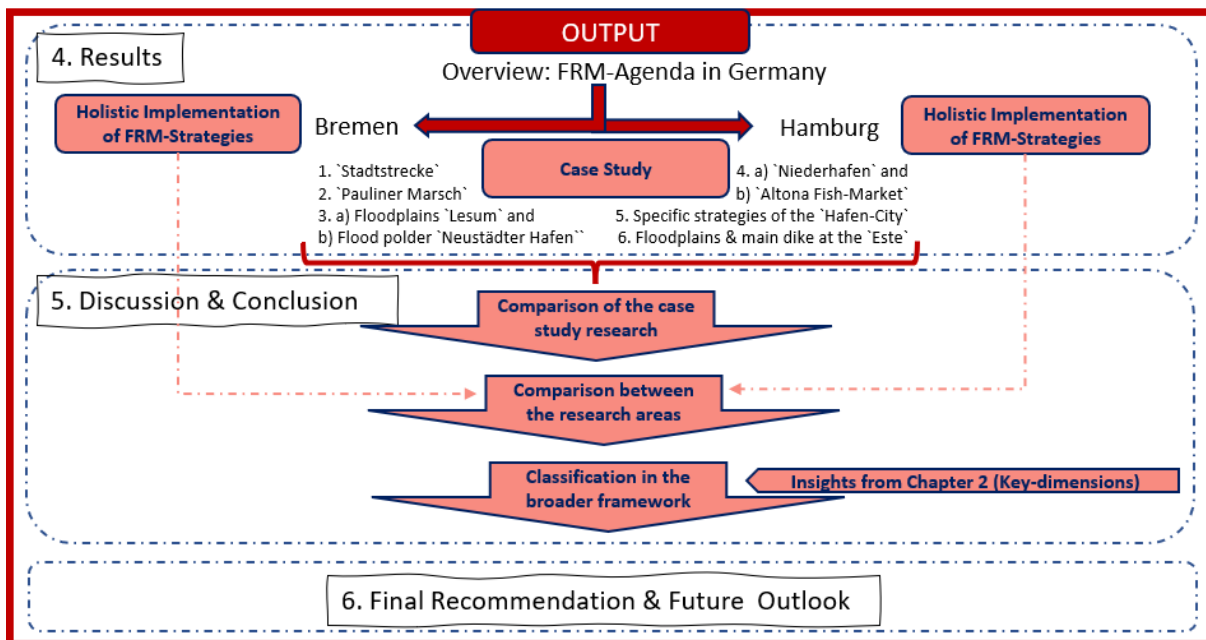 OUTPUT
4. Results
Overview: FRM-Agenda in Germany
Holistic Implementation
of FRM-Strategies
Bremen
Hamburg
Holistic Implementation
of FRM-Strategies
Case Study
1. `Stadtstrecke`
2. `Pauliner Marsch`
3. a) Floodplains `Lesum` and
b) Flood polder `Neustädter Hafen``
4. a) `Niederhafen` and
b) `Altona Fish-Market`
5. Specific strategies of the `Hafen-City`
6. Floodplains & main dike at the `Este`
5. Discussion & Conclusion
Comparison of the case
study research
Comparison between
the research areas
Classification in the
broader framework
Insights from Chapter 2 (Key-dimensions)
6. Final Recommendation & Future Outlook